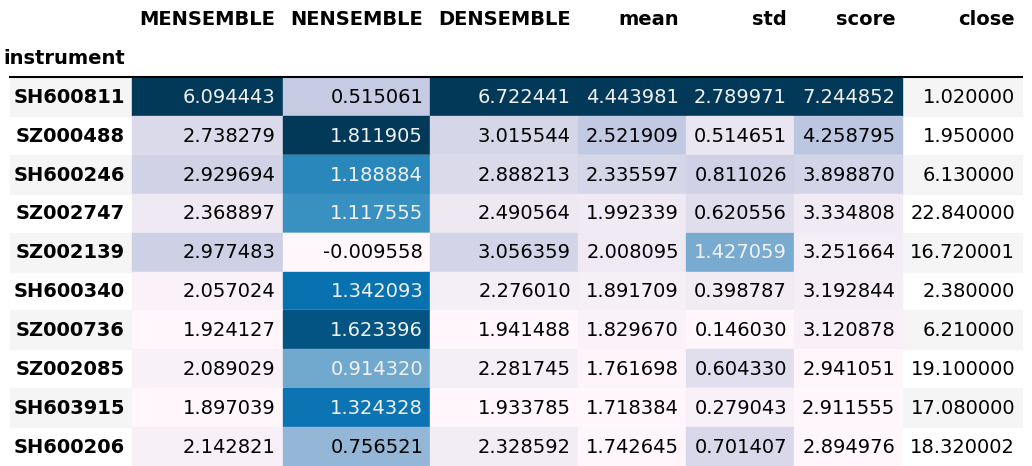 MENSEMBLE NENSEMBLE DENSEMBLE mean std score close
instrument
SH600811 6.094443 0.515061 6.722441 4.443981 2.789971 7.244852 1.020000
SZ000488 2.738279 1.811905 3.015544 2.521909 0.514651 4.258795 1.950000
SH600246 2.929694 1.188884 2.888213 2.335597 0.811026 3.898870 6.130000
SZ002747 2.368897 1.117555 2.490564 1.992339 0.620556 3.334808 22.840000
SZ002139 2.977483 -0.009558 3.056359 2.008095 1.427059 3.251664 16.720001
SH600340 2.057024 1.342093 2.276010 1.891709 0.398787 3.192844 2.380000
SZ000736 1.924127 1.623396 1.941488 1.829670 0.146030 3.120878 6.210000
SZ002085 2.089029 0.914320 2.281745 1.761698 0.604330 2.941051 19.100000
SH603915 1.897039 1.324328 1.933785 1.718384 0.279043 2.911555 17.080000
SH600206 2.142821 0.756521 2.328592 1.742645 0.701407 2.894976 18.320002